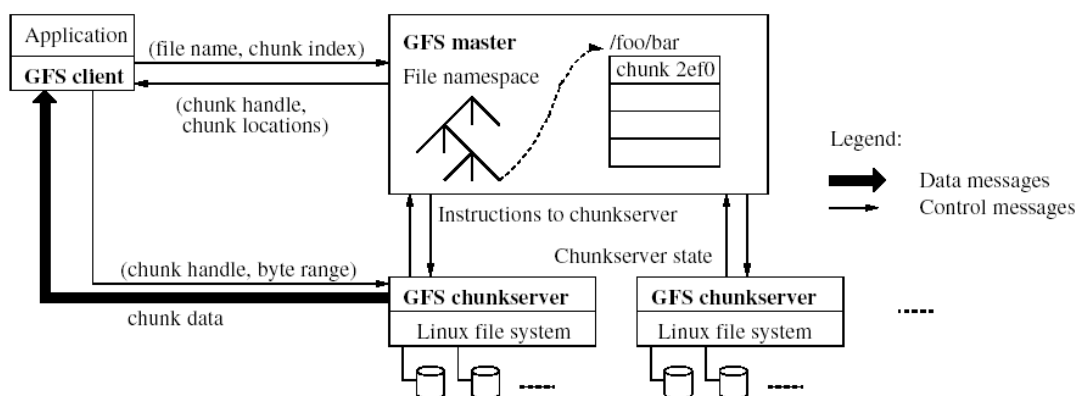 Application
GFS client
(file name, chunk index)
(chunk handle,
chunk locations)
GFS master
File namespace
/foo/bar
chunk 2ef0
Legend:
Data messages
Control messages
Instructions to chunkserver
Chunkserver state
(chunk handle, byte range)
chunk data
GFS chunkserver
Linux file system
GFS chunkserver
Linux file system